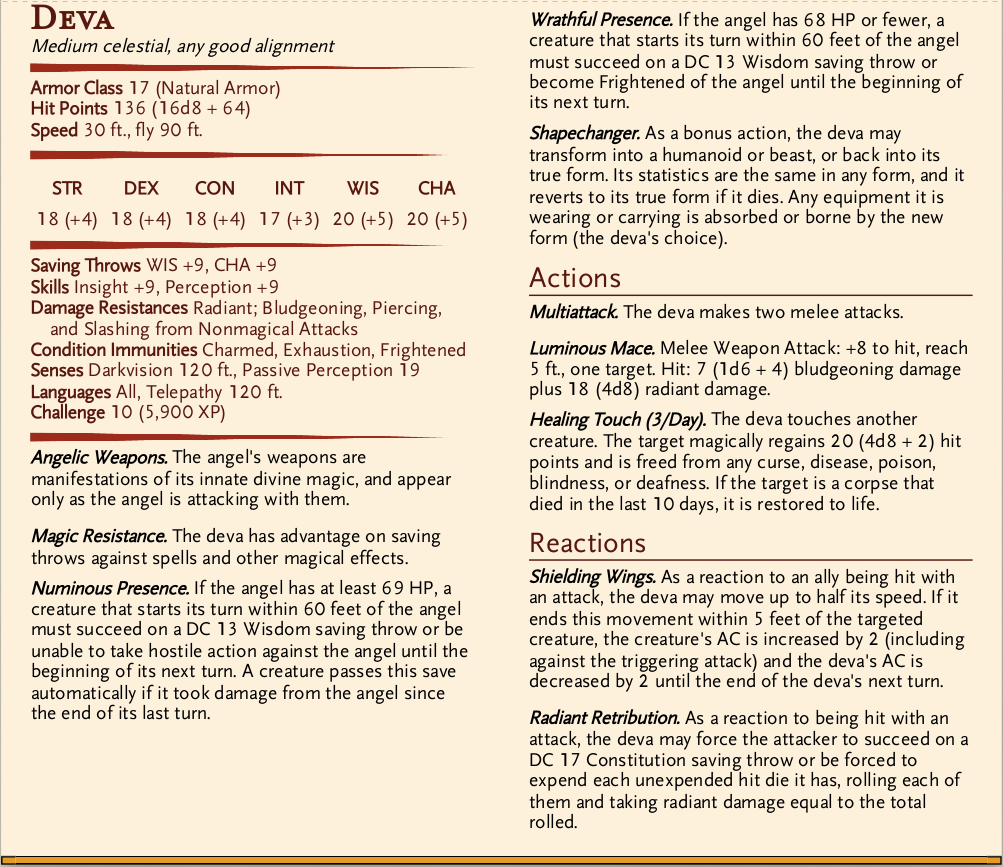 Deva
Medium celestial, any good alignment
Armor Class 17 (Natural Armor)
Hit Points 136 (16d8 + 64)
Speed 30 ft., fly 90 ft.
STR DEX CON INT WIS CHA
18 (+4) 18 (+4) 18 (+4) 17 (+3) 20 (+5) 20 (+5)
Saving Throws WIS +9, CHA +9
Skills Insight +9, Perception +9
Damage Resistances Radiant; Bludgeoning, Piercing,
and Slashing from Nonmagical Attacks
Condition Immunities Charmed, Exhaustion, Frightened
Senses Darkvision 120 ft., Passive Perception 19
Languages All, Telepathy 120 ft.
Challenge 10 (5,900 XP)
Angelic Weapons. The angel's weapons are
manifestations of its innate divine magic, and appear
only as the angel is attacking with them.
Magic Resistance. The deva has advantage on saving
throws against spells and other magical effects.
Numinous Presence. If the angel has at least 69 HP, a
creature that starts its turn within 60 feet of the angel
must succeed on a DC 13 Wisdom saving throw or be
unable to take hostile action against the angel until the
beginning of its next turn. A creature passes this save
automatically if it took damage from the angel since
the end of its last turn.
Wrathful Presence. If the angel has 68 HP or fewer, a
creature that starts its turn within 60 feet of the angel
must succeed on a DC 13 Wisdom saving throw or
become Frightened of the angel until the beginning of
its next turn.
Shapechanger. As a bonus action, the deva may
transform into a humanoid or beast, or back into its
true form. Its statistics are the same in any form, and it
reverts to its true form if it dies. Any equipment it is
wearing or carrying is absorbed or borne by the new
form (the deva's choice).
Actions
Multiattack. The deva makes two melee attacks.
Luminous Mace. Melee Weapon Attack: +8 to hit, reach
5 ft., one target. Hit: 7 (1d6 + 4) bludgeoning damage
plus 18 (4d8) radiant damage.
Healing Touch (3/Day). The deva touches another
creature. The target magically regains 20 (4d8 + 2) hit
points and is freed from any curse, disease, poison,
blindness, or deafness. If the target is a corpse that
died in the last 10 days, it is restored to life.
Reactions
Shielding Wings. As a reaction to an ally being hit with
an attack, the deva may move up to half its speed. If it
ends this movement within 5 feet of the targeted
creature, the creature's AC is increased by 2 (including
against the triggering attack) and the deva's AC is
decreased by 2 until the end of the deva's next turn.
Radiant Retribution. As a reaction to being hit with an
attack, the deva may force the attacker to succeed on a
DC 17 Constitution saving throw or be forced to
expend each unexpended hit die it has, rolling each of
them and taking radiant damage equal to the total
rolled.